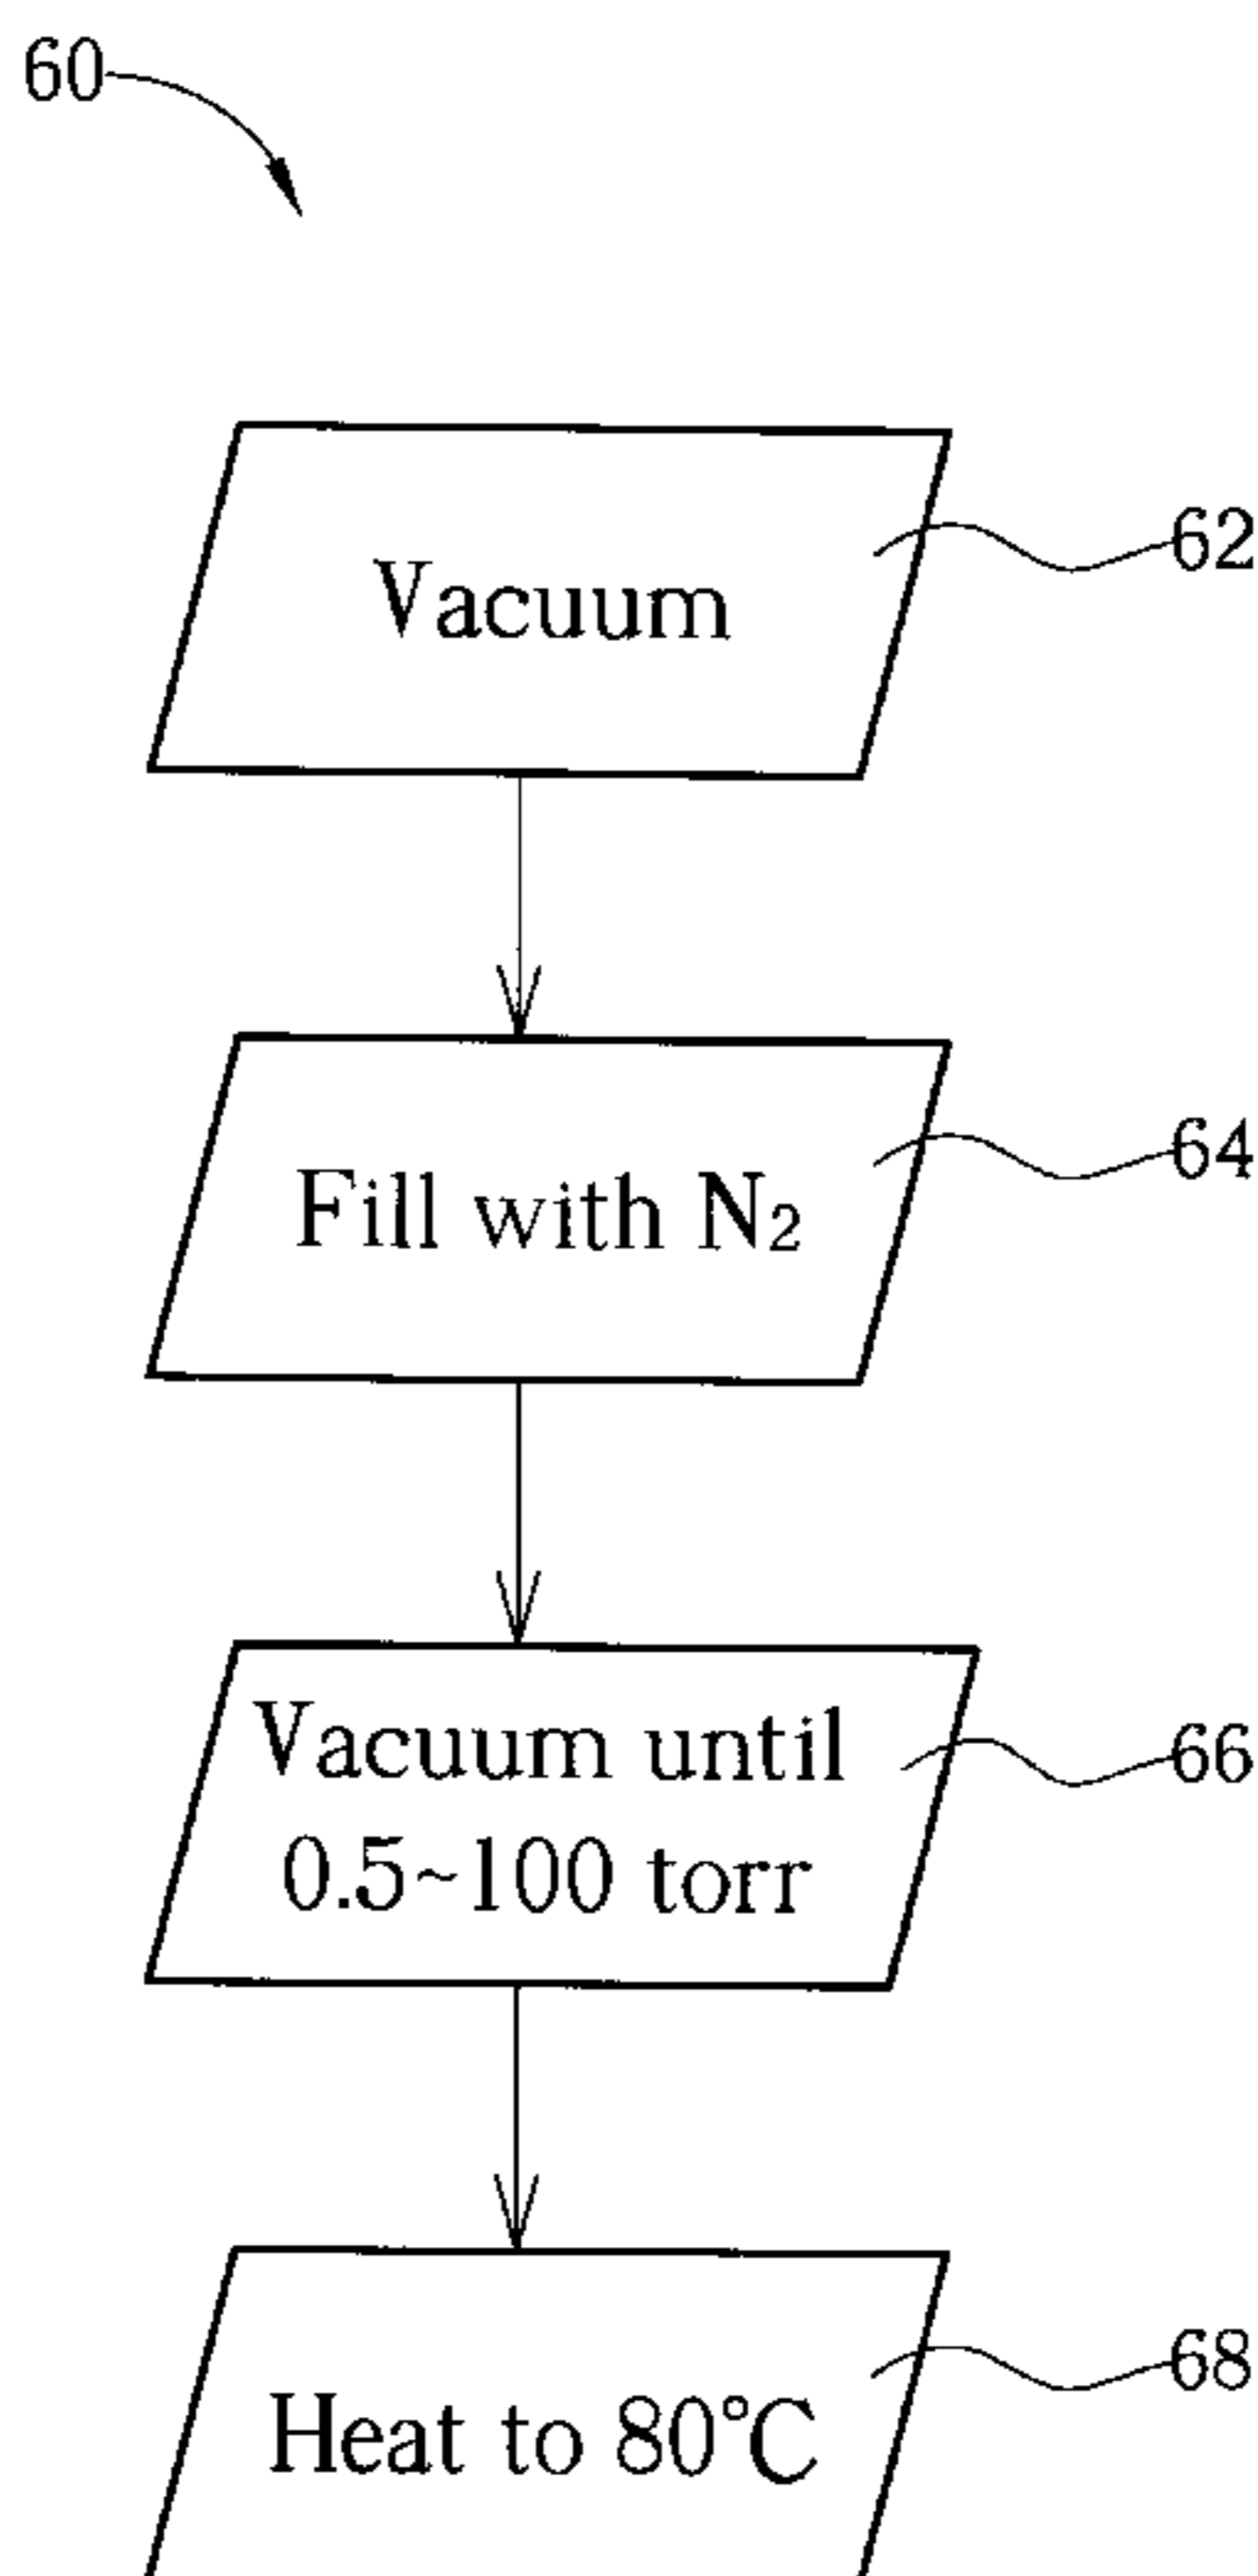 60
Vacuum
62
Fill with N₂
64
Vacuum until
0.5~100 torr
66
Heat to 80℃
68